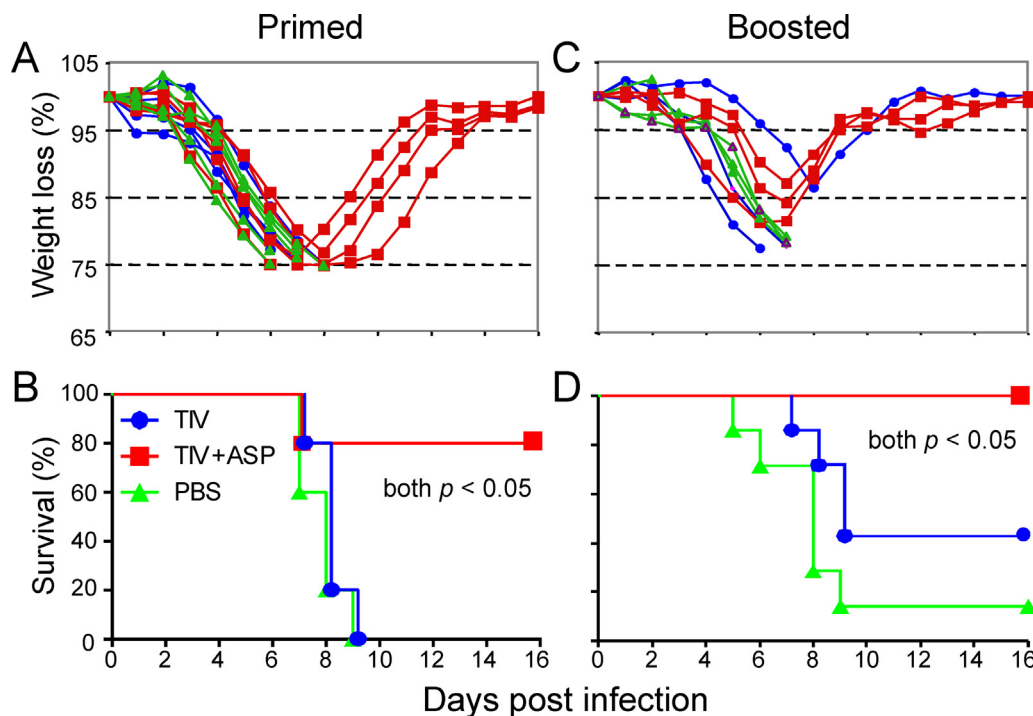 Primed
Boosted
A
C
105
95
85
75
65
Weight loss (%)
B
D
100
80
60
40
20
0
Survival (%)
TIV
TIV+ASP
PBS
both p < 0.05
both p < 0.05
0 2 4 6 8 10 12 14 16
0 2 4 6 8 10 12 14 16
Days post infection